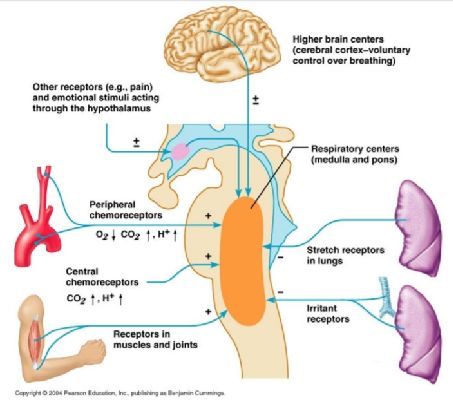 Higher brain centers
(cerebral cortex–voluntary
control over breathing)
Other receptors (e.g., pain)
and emotional stimuli acting
through the hypothalamus
±
±
Respiratory centers
(medulla and pons)
Peripheral
chemoreceptors
O2 ↓ CO2 ↑, H+ ↑
+
Stretch receptors
in lungs
–
Central
chemoreceptors
CO2 ↑, H+ ↑
+
–
Irritant
receptors
+
Receptors in
muscles and joints
Copyright © 2004 Pearson Education, Inc., publishing as Benjamin Cummings.